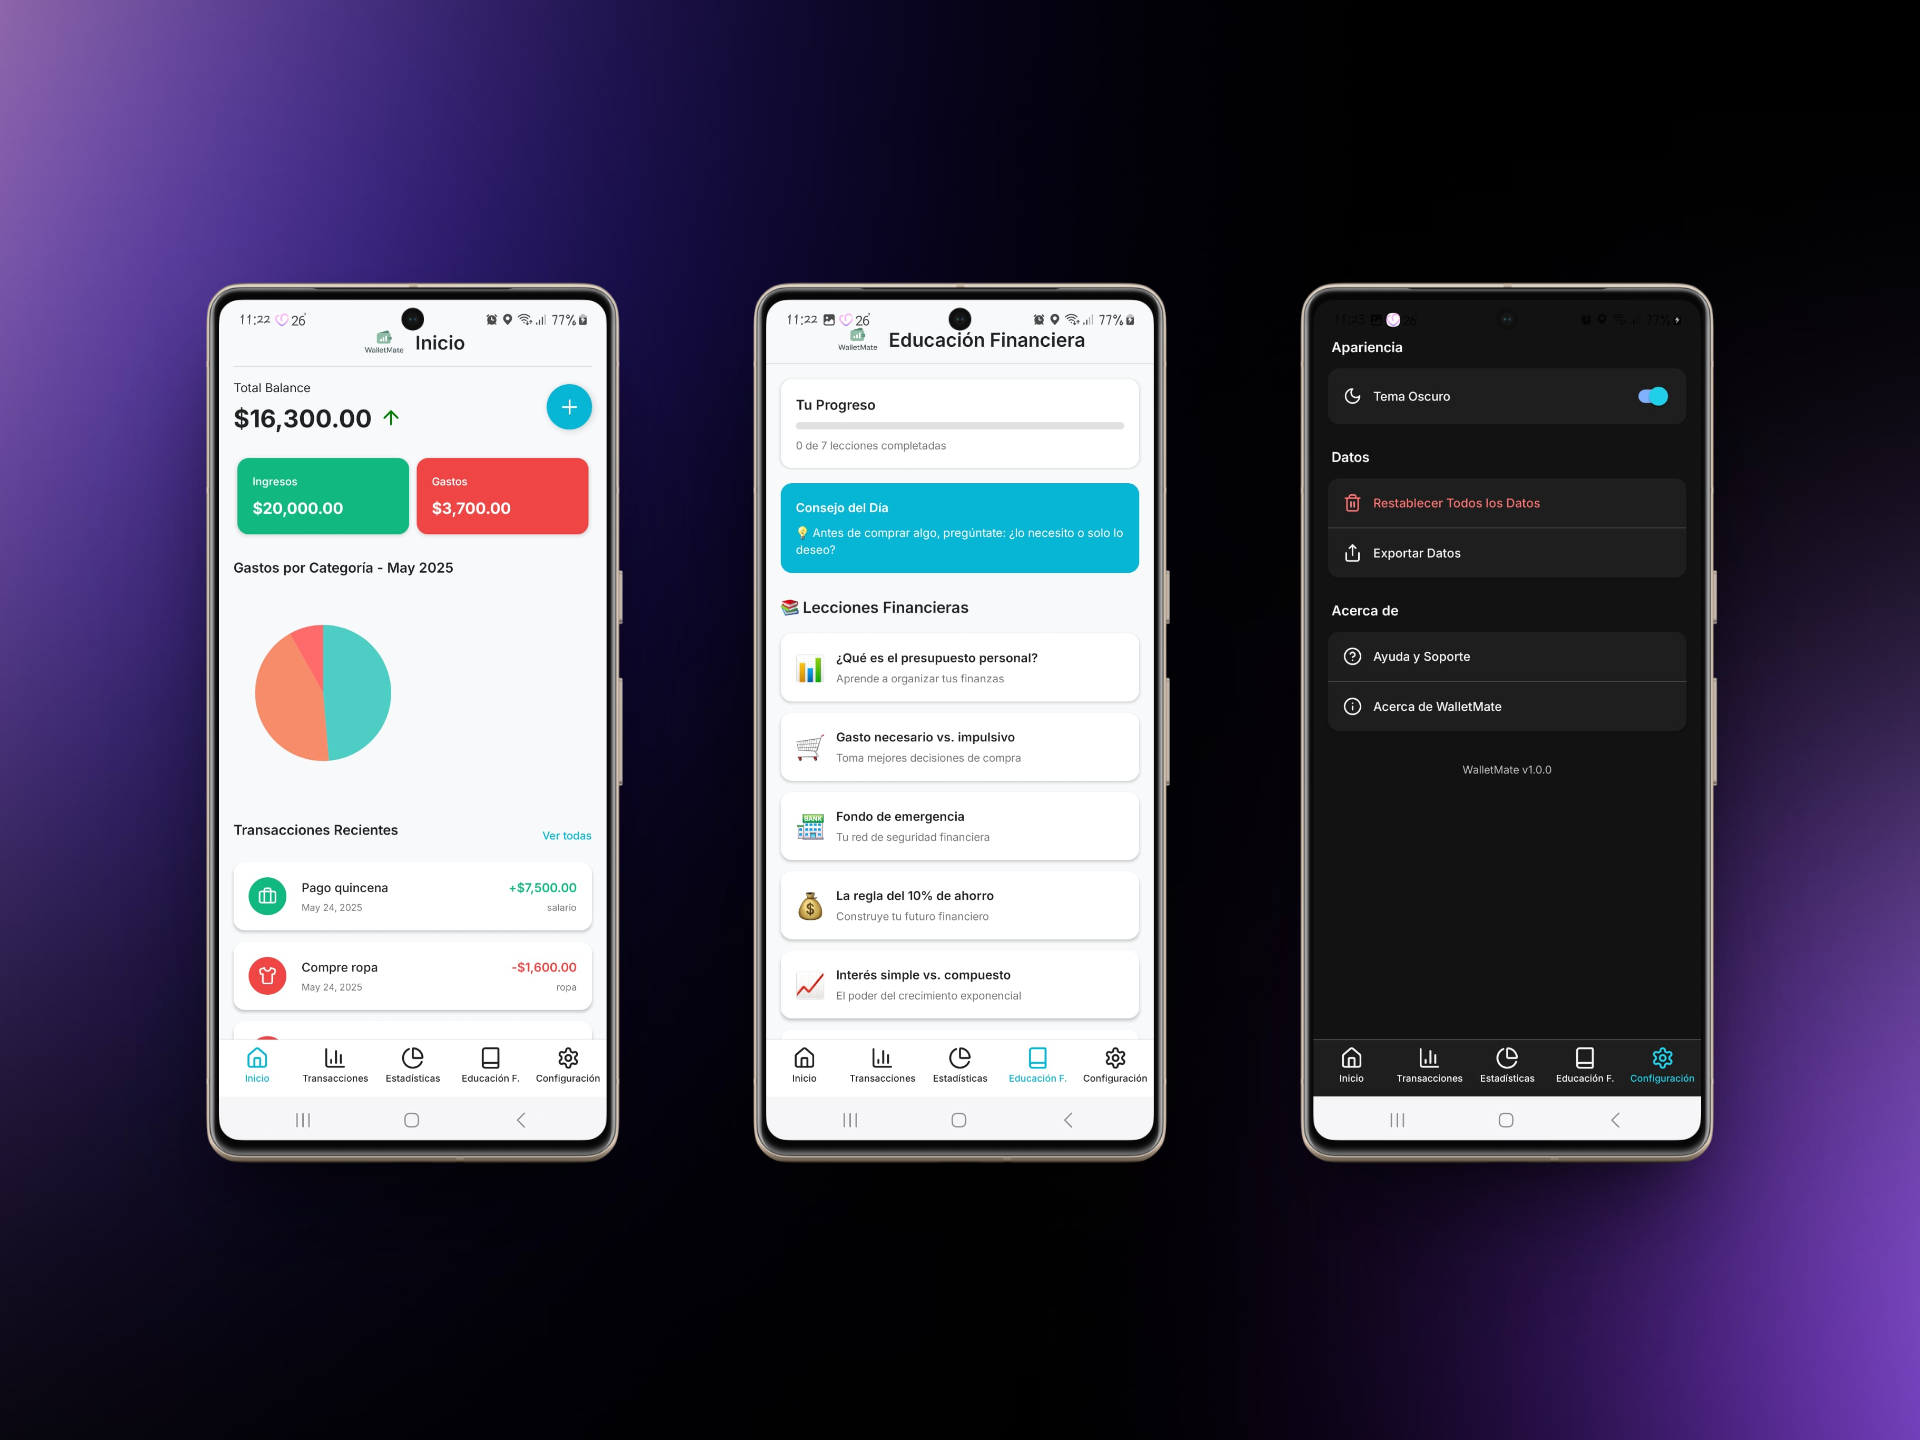 11:22 26°
77%
WalletMate
Inicio
Total Balance
$16,300.00
Ingresos
$20,000.00
Gastos
$3,700.00
Gastos por Categoría - May 2025
Transacciones Recientes
Ver todas
Pago quincena
May 24, 2025
+$7,500.00
salario
Compre ropa
May 24, 2025
-$1,600.00
ropa
Inicio
Transacciones
Estadísticas
Educación F.
Configuración
11:22 26°
77%
WalletMate
Educación Financiera
Tu Progreso
0 de 7 lecciones completadas
Consejo del Día
💡 Antes de comprar algo, pregúntate: ¿lo necesito o solo lo
deseo?
📚 Lecciones Financieras
¿Qué es el presupuesto personal?
Aprende a organizar tus finanzas
Gasto necesario vs. impulsivo
Toma mejores decisiones de compra
BANK
Fondo de emergencia
Tu red de seguridad financiera
La regla del 10% de ahorro
Construye tu futuro financiero
Interés simple vs. compuesto
El poder del crecimiento exponencial
Inicio
Transacciones
Estadísticas
Educación F.
Configuración
77%
Apariencia
Tema Oscuro
Datos
Restablecer Todos los Datos
Exportar Datos
Acerca de
Ayuda y Soporte
Acerca de WalletMate
WalletMate v1.0.0
Inicio
Transacciones
Estadísticas
Educación F.
Configuración